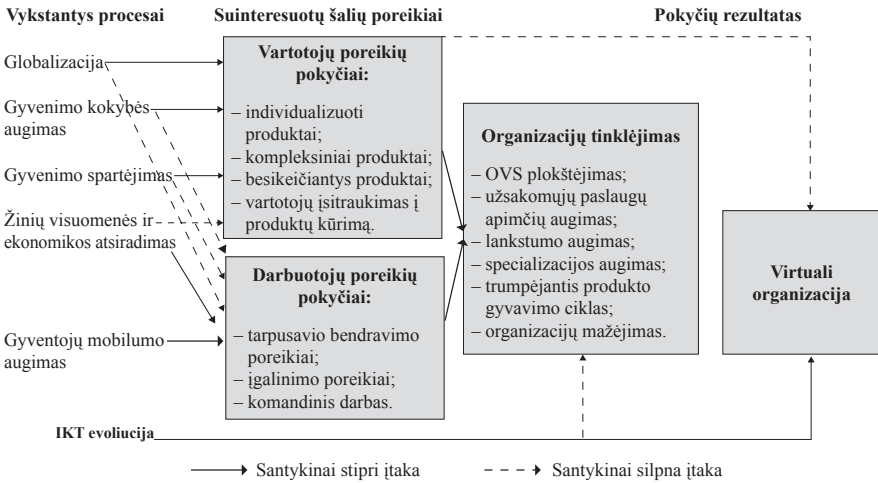 Vykstantys procesai
Suinteresuotų šalių poreikiai
Pokyčių rezultatas
Globalizacija
Gyvenimo kokybės
augimas
Gyvenimo spartėjimas
Žinių visuomenės ir
ekonomikos atsiradimas
Gyventojų mobilumo
augimas
Vartotojų poreikių
pokyčiai:
– individualizuoti
produktai;
– kompleksiniai produktai;
– besikeičiantys produktai;
– vartotojų įsitraukimas į
produktų kūrimą.
Darbuotojų poreikių
pokyčiai:
– tarpusavio bendravimo
poreikiai;
– įgalinimo poreikiai;
– komandinis darbas.
Organizacijų tinklėjimas
– OVS plokštėjimas;
– užsakomųjų paslaugų
apimčių augimas;
– lankstumo augimas;
– specializacijos augimas;
– trumpėjantis produkto
gyvavimo ciklas;
– organizacijų mažėjimas.
Virtuali
organizacija
IKT evoliucija
Santykinai stipri įtaka
Santykinai silpna įtaka